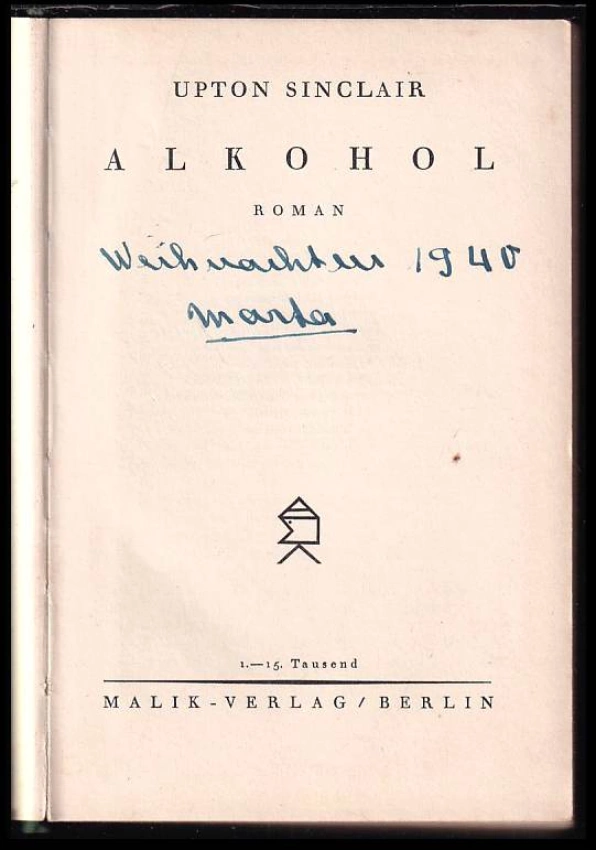 UPTON SINCLAIR
ALKOHOL
ROMAN
Weihnachten 1940
Marta
1.—15. Tausend
MALIK-VERLAG / BERLIN